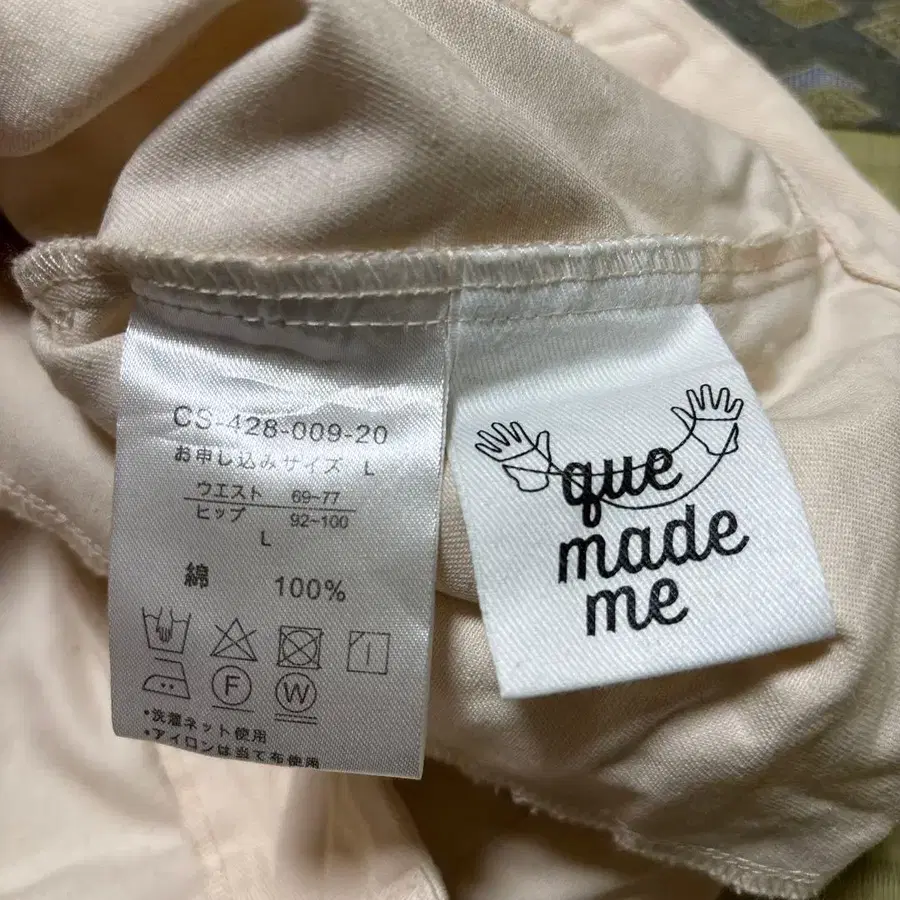 CS-428-009-20
お申し込みサイズ L
ウエスト 69-77
ヒップ 92-100
L
綿 100%
F W
・洗濯ネット使用
・アイロンは当て布使用
que
made
me